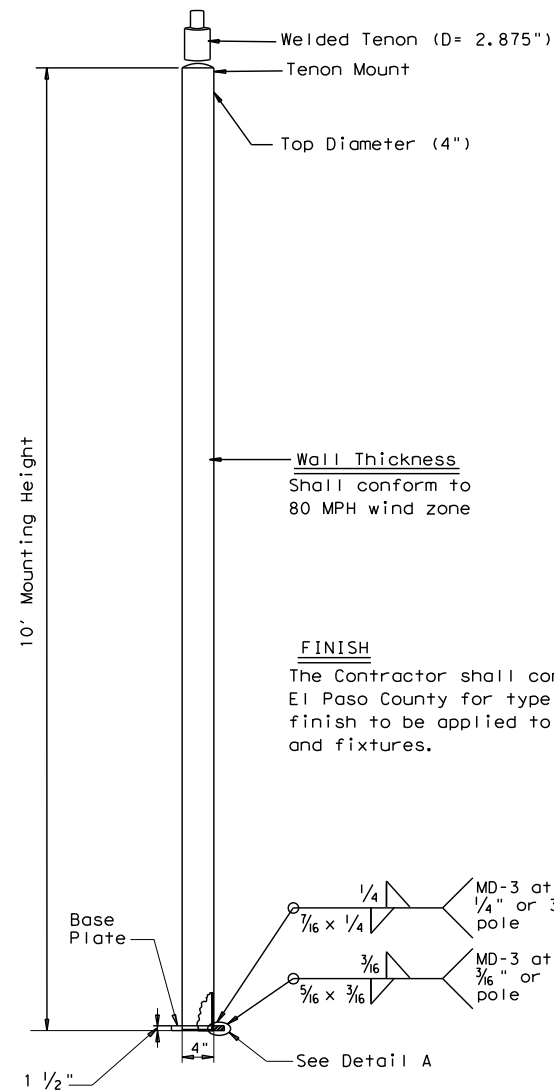 Welded Tenon (D= 2.875")
Tenon Mount
Top Diameter (4")
10' Mounting Height
Wall Thickness
Shall conform to
80 MPH wind zone
FINISH
The Contractor shall
El Paso County for type
finish to be applied to
and fixtures.
1/4
7/16 x 1/4
MD-3 at
1/4" or
pole
3/16
5/16 x 3/16
MD-3 at
3/16" or
pole
Base
Plate
4"
See Detail A
1 1/2"